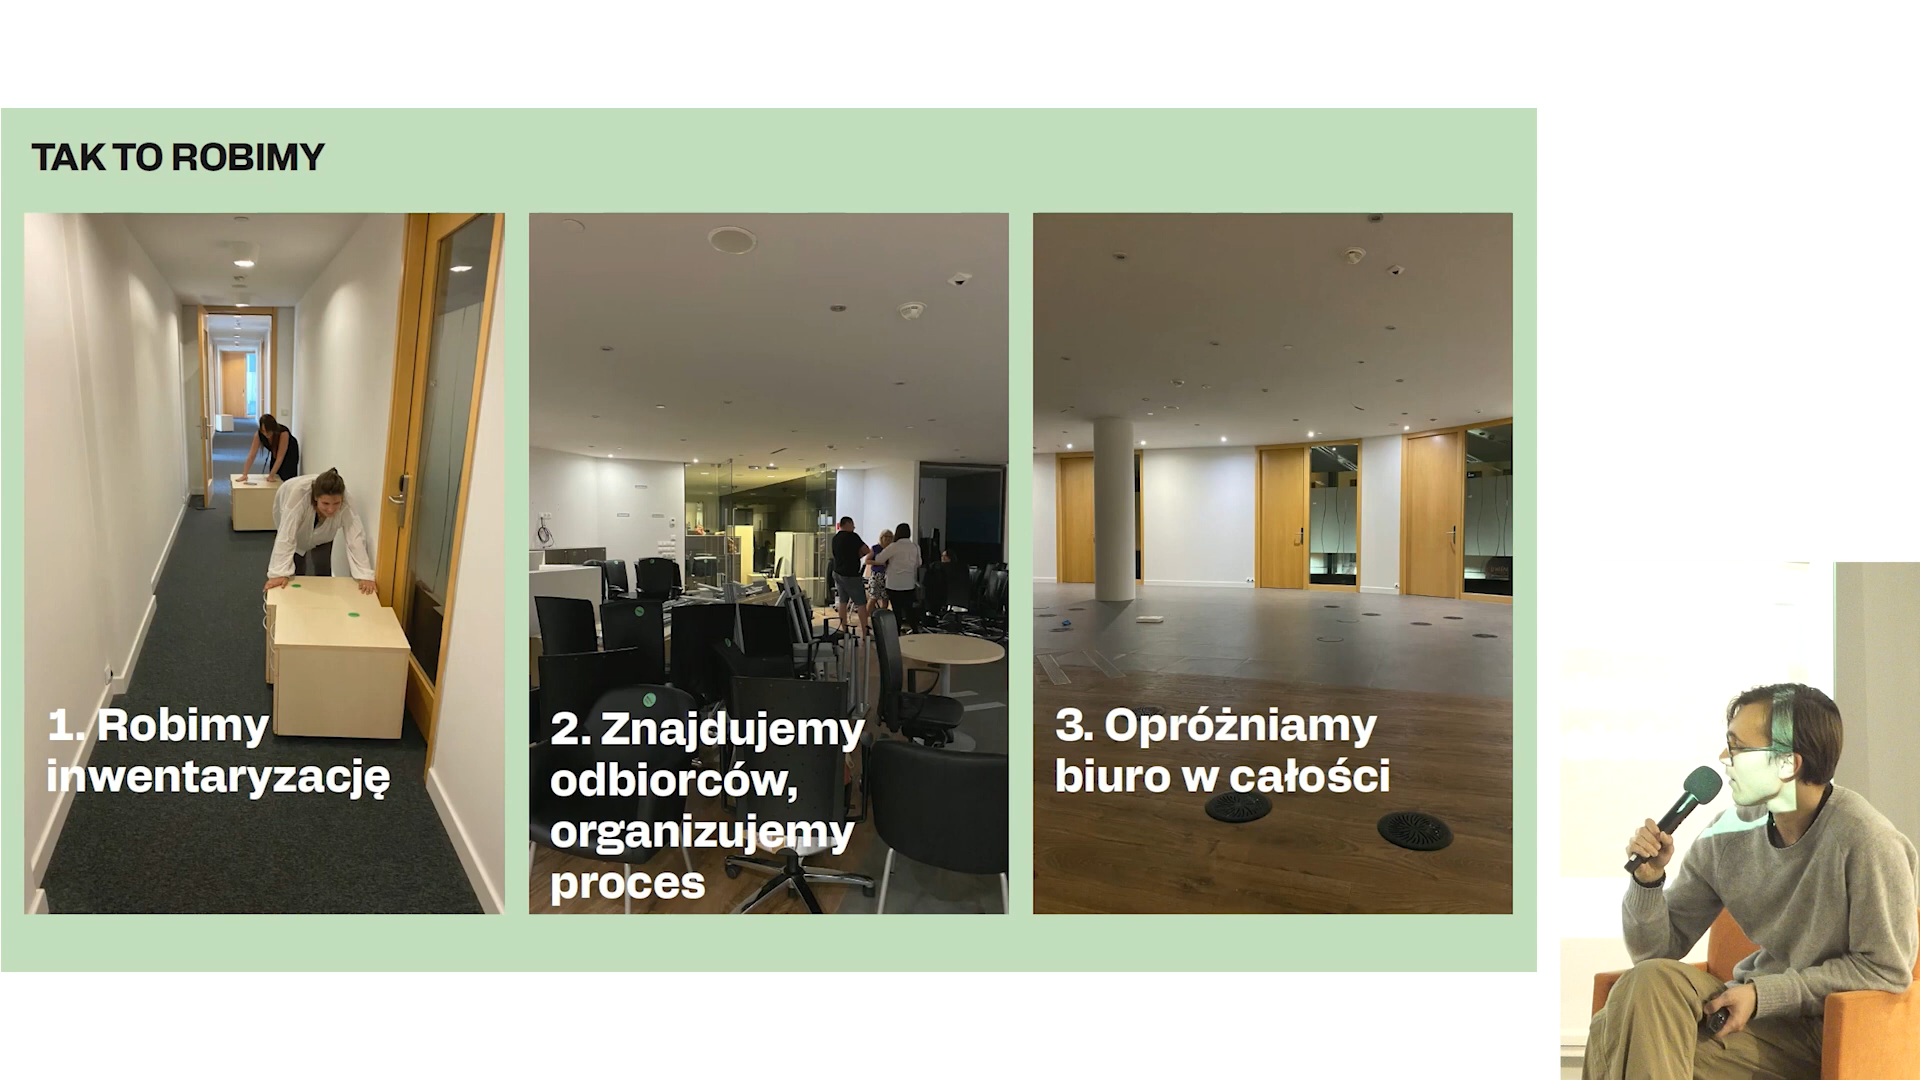 TAK TO ROBIMY
1. Robimy
inwentaryzację
2. Znajdujemy
odbiorców,
organizujemy
proces
3. Opróżniamy
biuro w całości